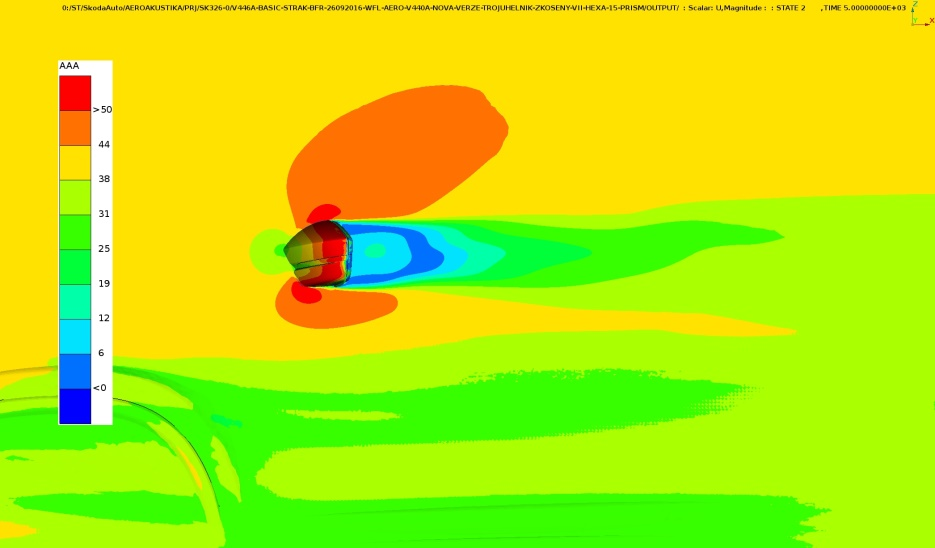 0:/ST/SkodaAuto/AEROAKUSTIKA/PRJ/SK326-0/V446A-BASIC-STRAK-BFR-26092016-WFL-AERO-V440A-NOVA-VERZE-TROJUHELNIK-ZKOSENY-VII-HEXA-15-PRISM/OUTPUT/ : Scalar: U,Magnitude : : STATE 2 ,TIME 5.00000000E+03
Z
Y
X
AAA
>50
44
38
31
25
19
12
6
<0